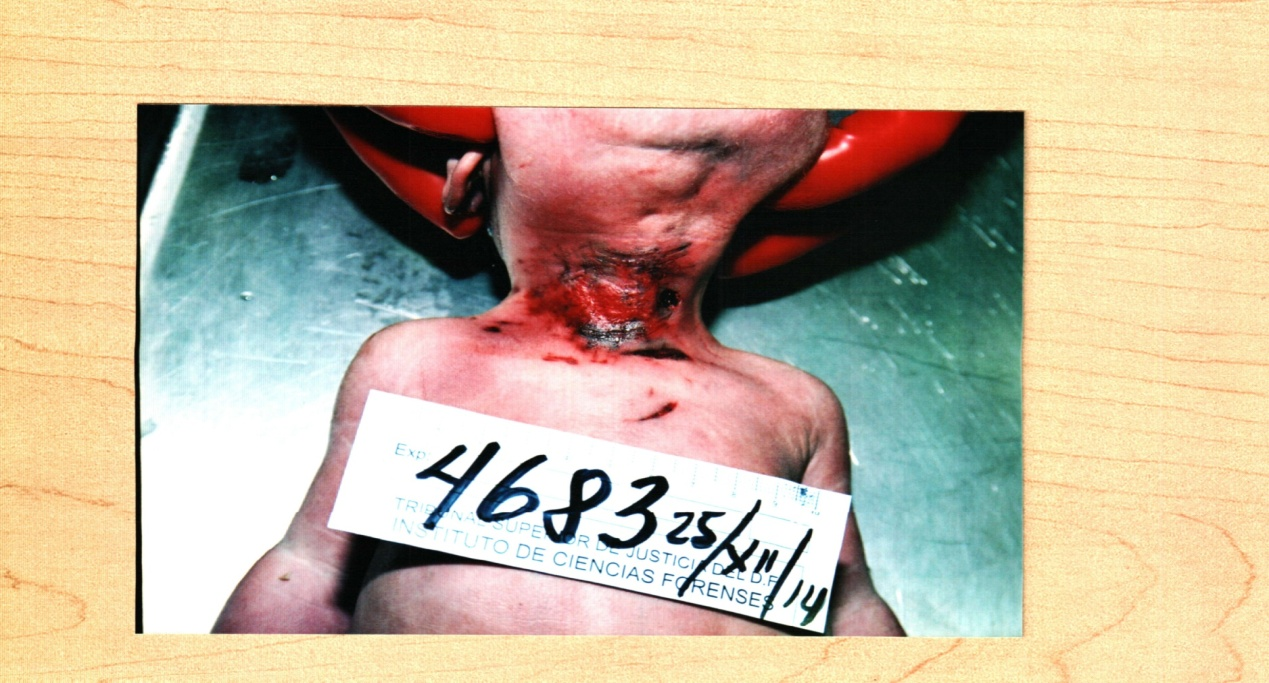 Exp:
4683 25/XII/14
TRIBUNAL SUPERIOR DE JUSTICIA DEL D.F.
INSTITUTO DE CIENCIAS FORENSES